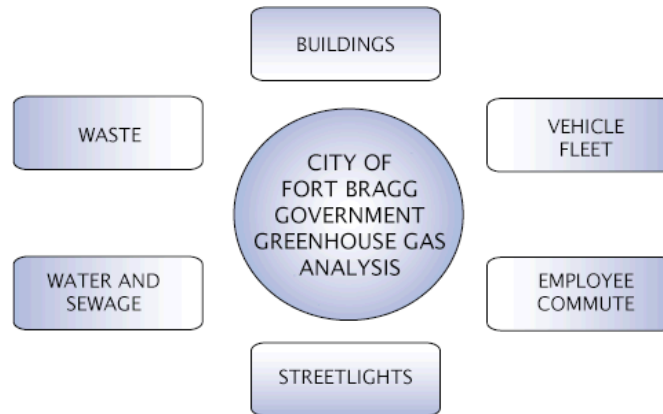 BUILDINGS
WASTE
VEHICLE
FLEET
CITY OF
FORT BRAGG
GOVERNMENT
GREENHOUSE GAS
ANALYSIS
WATER AND
SEWAGE
EMPLOYEE
COMMUTE
STREETLIGHTS